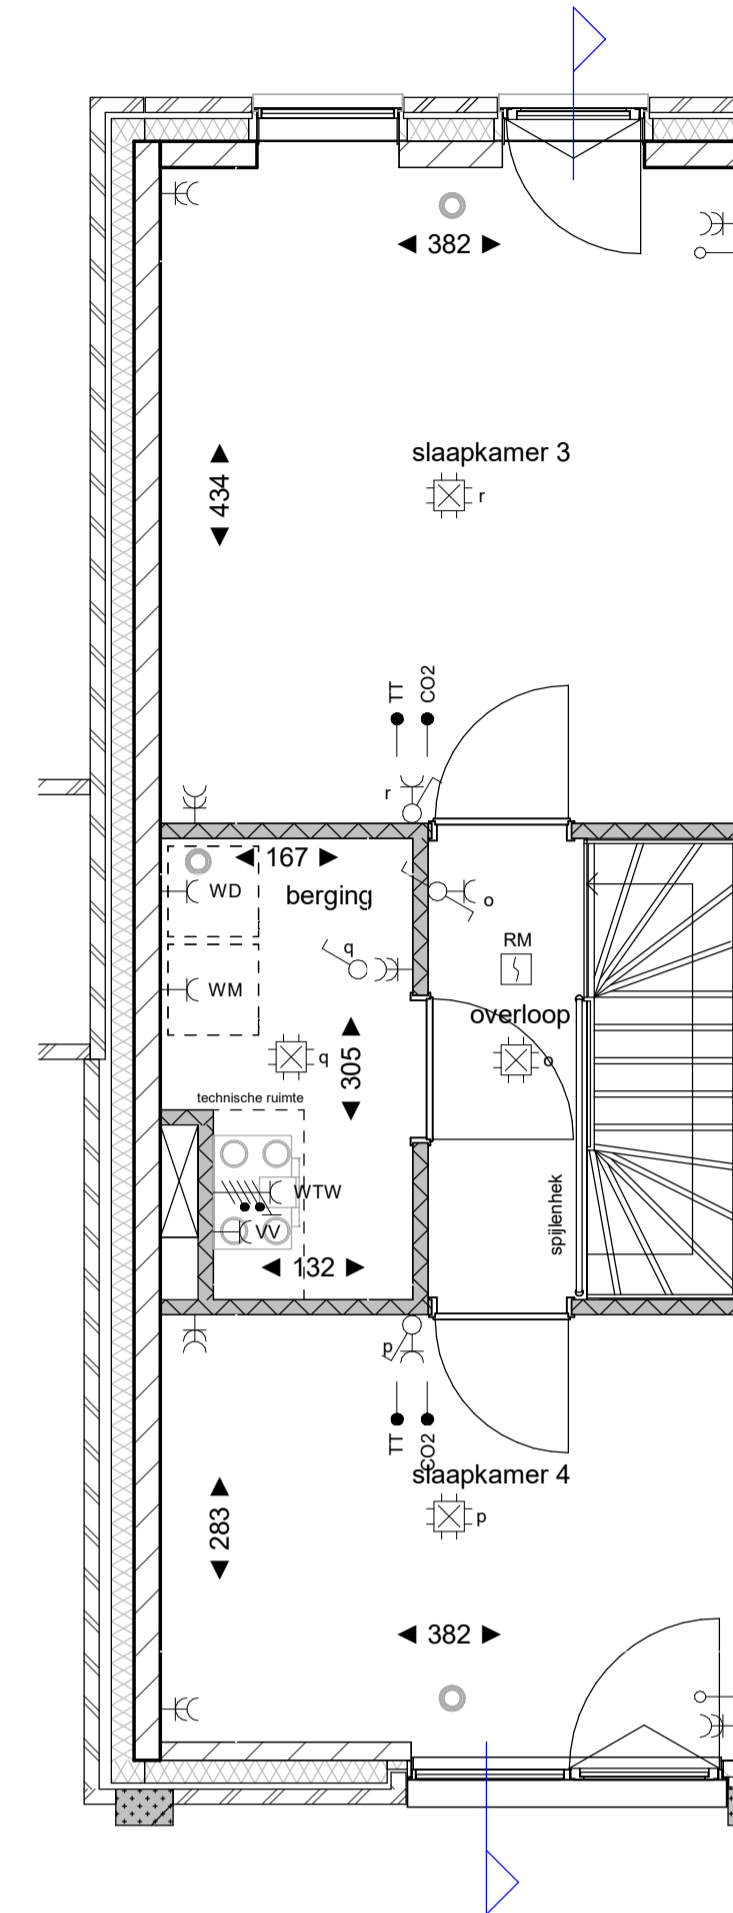 382
slaapkamer 3
434
r
TT
CO2
r
167
WD
berging
o
q
RM
WM
overloop
q
305
o
technische ruimte
WTW
VV
spijlenhek
132
p
TT
CO2
slaapkamer 4
283
p
382